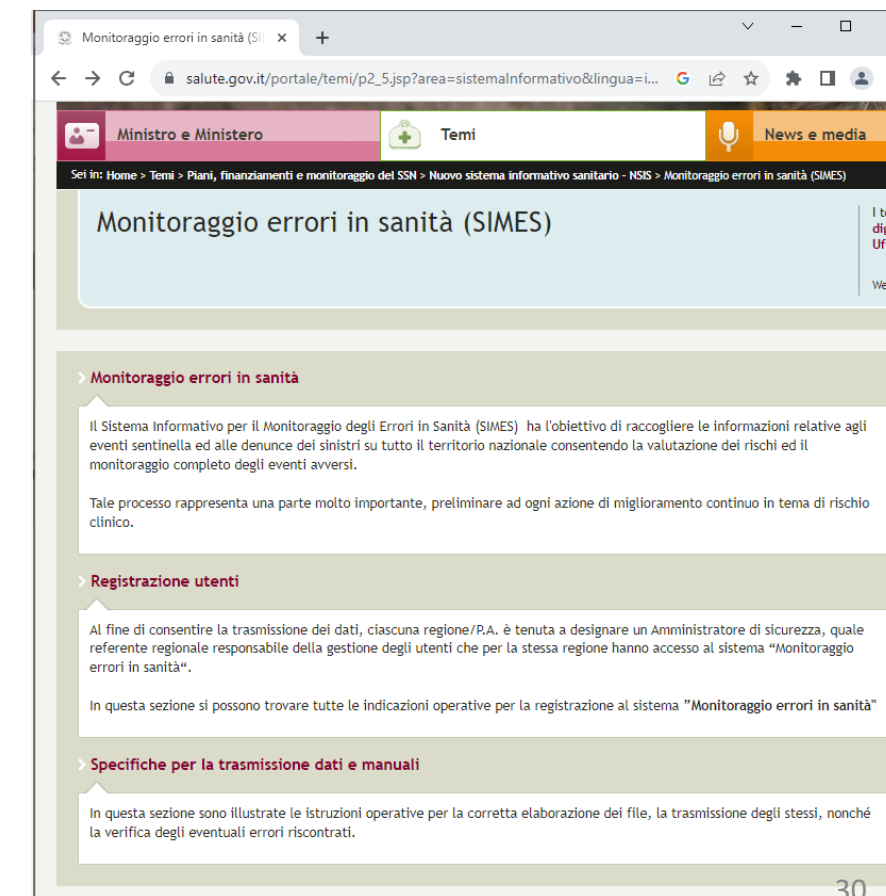 Monitoraggio errori in sanità (SI
salute.gov.it/portale/temi/p2_5.jsp?area=sistemaInformativo&lingua=i...
Ministro e Ministero
Temi
News e media
Sei in: Home > Temi > Piani, finanziamenti e monitoraggio del SSN > Nuovo sistema informativo sanitario - NSIS > Monitoraggio errori in sanità (SIMES)
Monitoraggio errori in sanità (SIMES)
Monitoraggio errori in sanità
Il Sistema Informativo per il Monitoraggio degli Errori in Sanità (SIMES) ha l'obiettivo di raccogliere le informazioni relative agli
eventi sentinella ed alle denunce dei sinistri su tutto il territorio nazionale consentendo la valutazione dei rischi ed il
monitoraggio completo degli eventi avversi.
Tale processo rappresenta una parte molto importante, preliminare ad ogni azione di miglioramento continuo in tema di rischio
clinico.
Registrazione utenti
Al fine di consentire la trasmissione dei dati, ciascuna regione/P.A. è tenuta a designare un Amministratore di sicurezza, quale
referente regionale responsabile della gestione degli utenti che per la stessa regione hanno accesso al sistema “Monitoraggio
errori in sanità“.
In questa sezione si possono trovare tutte le indicazioni operative per la registrazione al sistema "Monitoraggio errori in sanità"
Specifiche per la trasmissione dati e manuali
In questa sezione sono illustrate le istruzioni operative per la corretta elaborazione dei file, la trasmissione degli stessi, nonché
la verifica degli eventuali errori riscontrati.
30